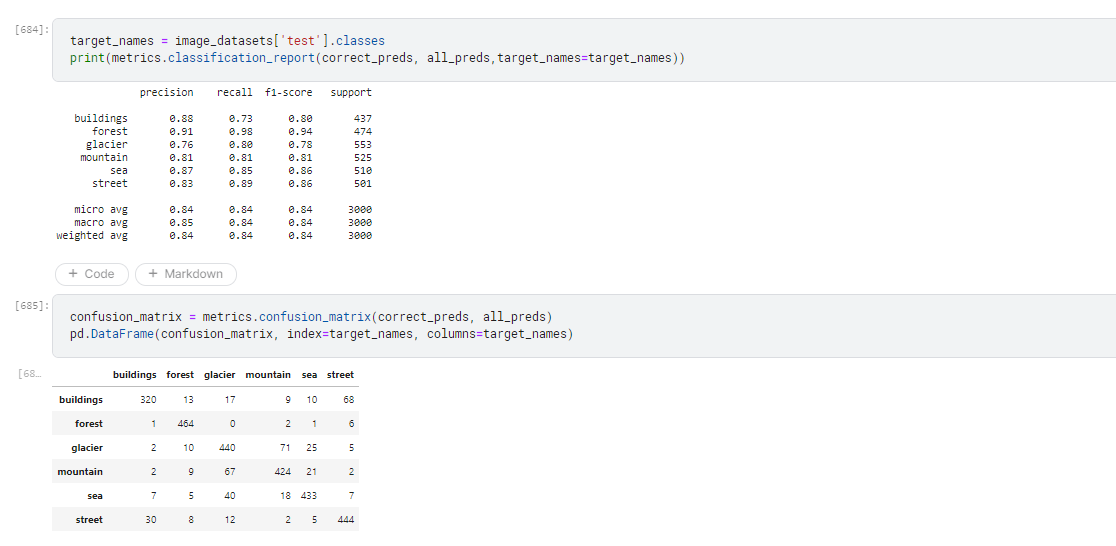 [684]:
target_names = image_datasets['test'].classes
print(metrics.classification_report(correct_preds, all_preds,target_names=target_names))
precision recall f1-score support
buildings 0.88 0.73 0.80 437
forest 0.91 0.98 0.94 474
glacier 0.76 0.80 0.78 553
mountain 0.81 0.81 0.81 525
sea 0.87 0.85 0.86 510
street 0.83 0.89 0.86 501
micro avg 0.84 0.84 0.84 3000
macro avg 0.85 0.84 0.84 3000
weighted avg 0.84 0.84 0.84 3000
+ Code + Markdown
[685]:
confusion_matrix = metrics.confusion_matrix(correct_preds, all_preds)
pd.DataFrame(confusion_matrix, index=target_names, columns=target_names)
[68…
buildings forest glacier mountain sea street
buildings 320 13 17 9 10 68
forest 1 464 0 2 1 6
glacier 2 10 440 71 25 5
mountain 2 9 67 424 21 2
sea 7 5 40 18 433 7
street 30 8 12 2 5 444